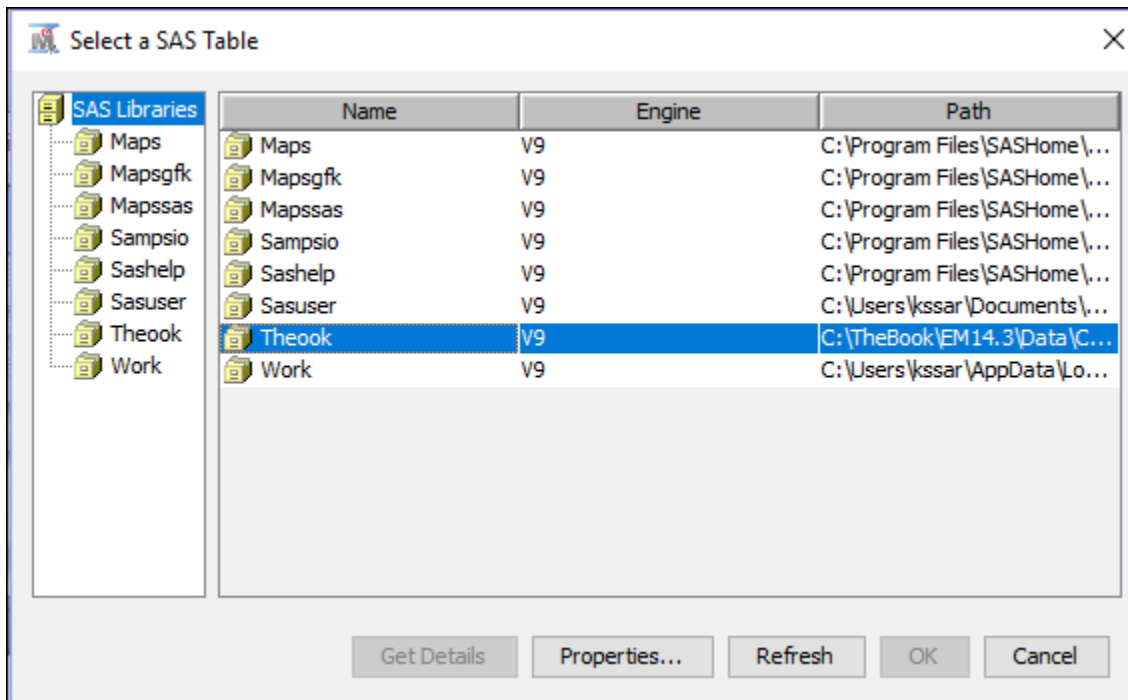 Select a SAS Table
SAS Libraries
Maps
Mapsgfk
Mapssas
Sampsio
Sashelp
Sasuser
Theook
Work
Name Engine Path
Maps V9 C:\Program Files\SASHome\...
Mapsgfk V9 C:\Program Files\SASHome\...
Mapssas V9 C:\Program Files\SASHome\...
Sampsio V9 C:\Program Files\SASHome\...
Sashelp V9 C:\Program Files\SASHome\...
Sasuser V9 C:\Users\kssar\Documents\...
Theook V9 C:\TheBook\EM14.3\Data\C...
Work V9 C:\Users\kssar\AppData\Lo...
Get Details Properties... Refresh OK Cancel